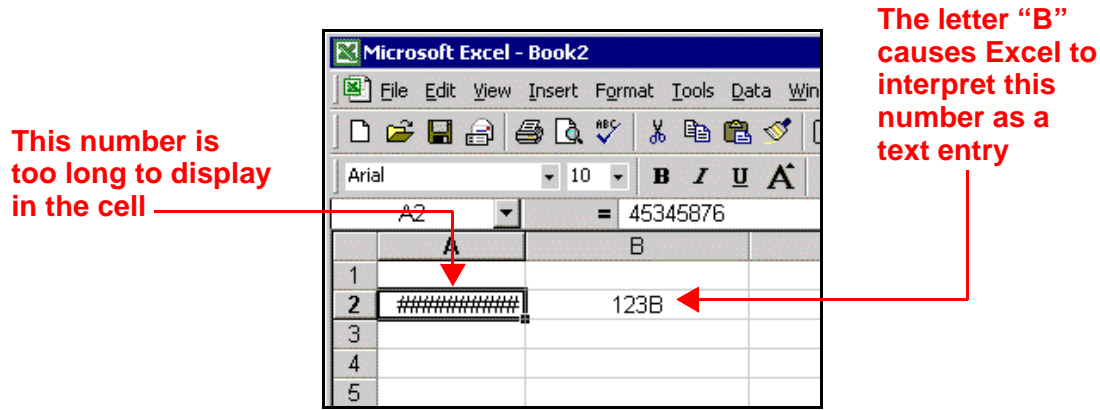 The letter “B”
causes Excel to
interpret this
number as a
text entry
This number is
too long to display
in the cell
Microsoft Excel - Book2
File Edit View Insert Format Tools Data Win
ABC
Arial 10 B I U A
A2 = 45345876
A B
1
2 ########## 123B
3
4
5